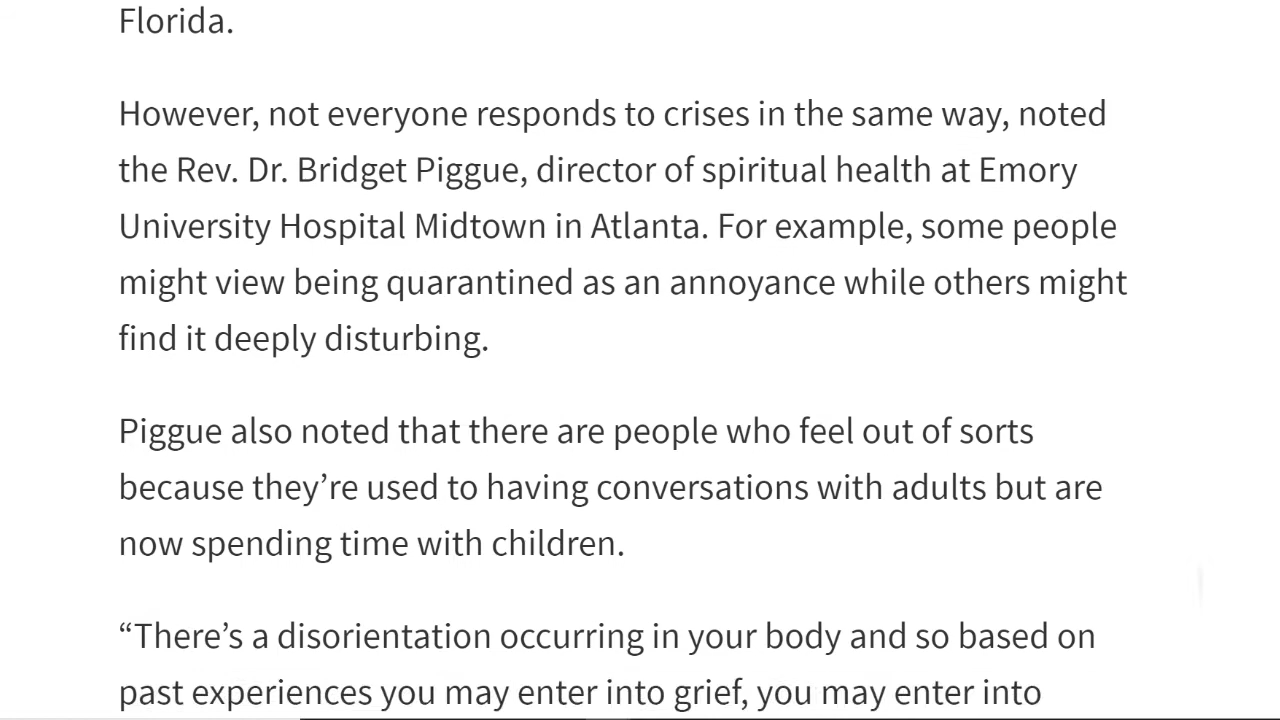 Florida.
However, not everyone responds to crises in the same way, noted
the Rev. Dr. Bridget Piggue, director of spiritual health at Emory
University Hospital Midtown in Atlanta. For example, some people
might view being quarantined as an annoyance while others might
find it deeply disturbing.
Piggue also noted that there are people who feel out of sorts
because they’re used to having conversations with adults but are
now spending time with children.
“There’s a disorientation occurring in your body and so based on
past experiences you may enter into grief, you may enter into